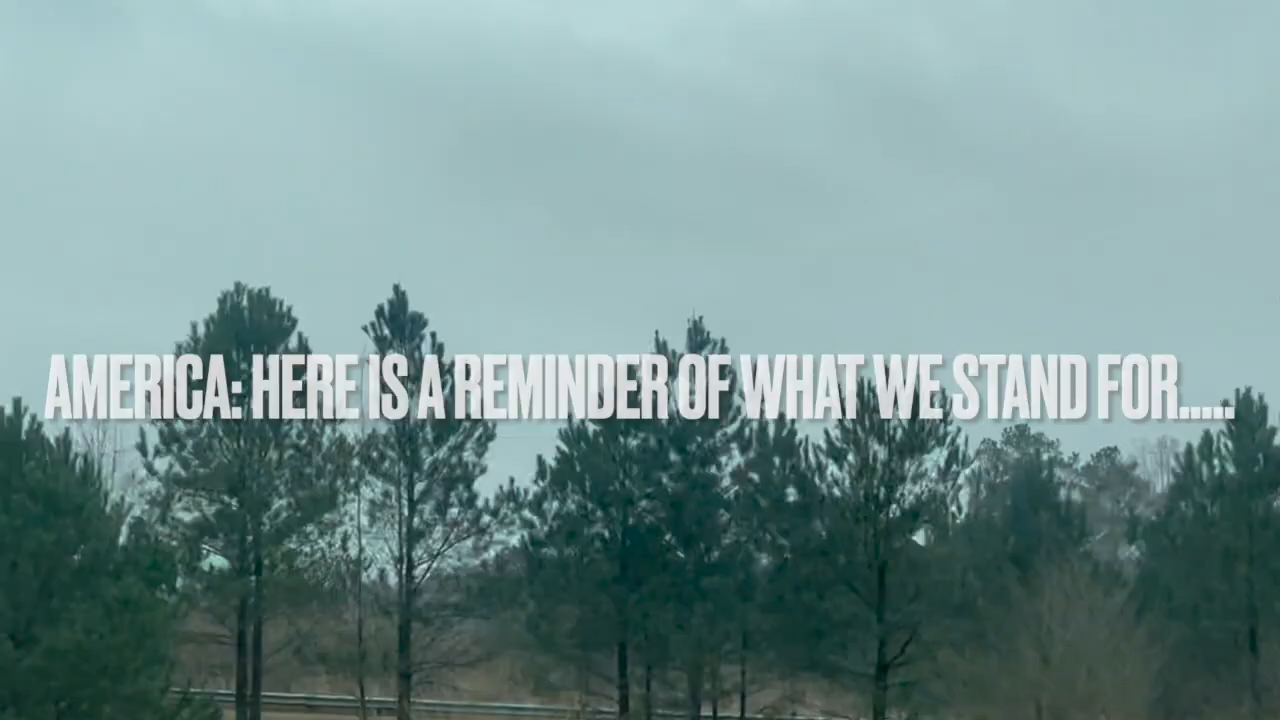 AMERICA: HERE IS A REMINDER OF WHAT WE STAND FOR.....